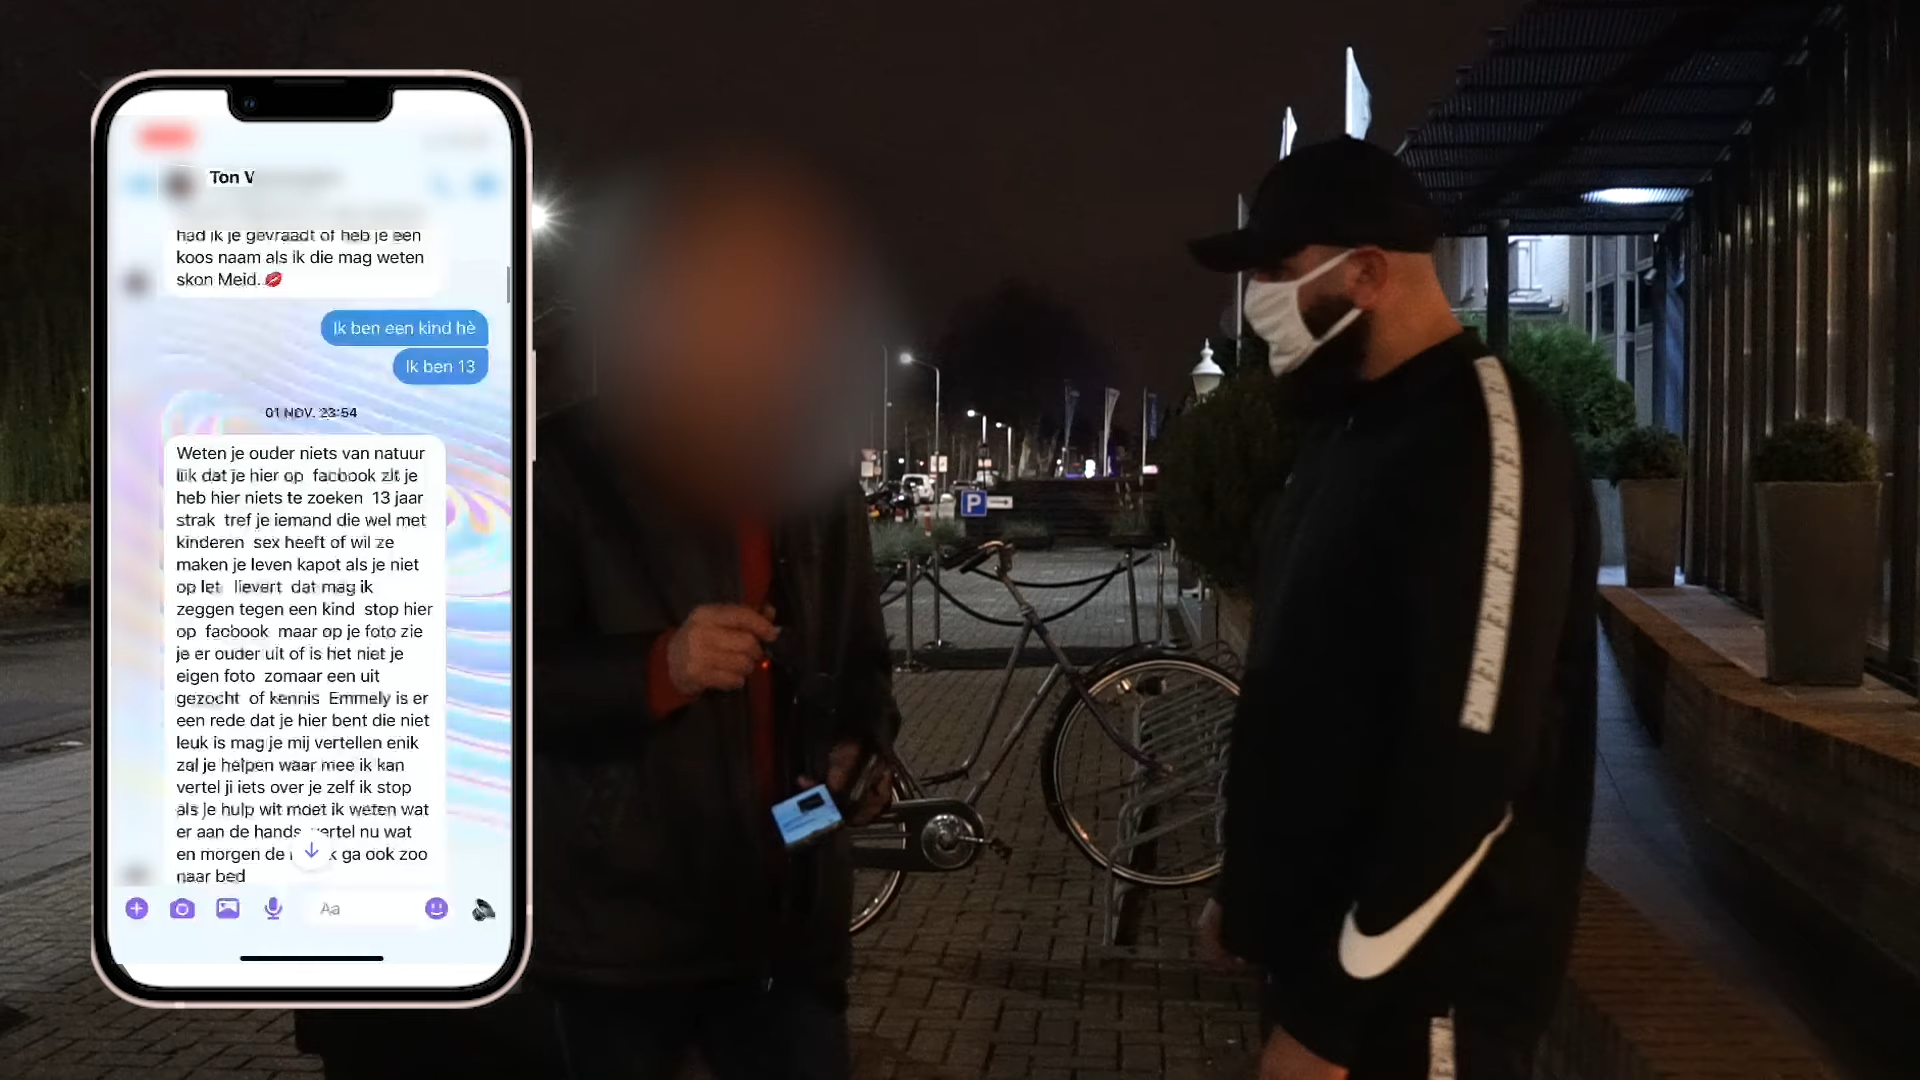 Ton V
had ik je gevraadt of heb je een
koos naam als ik die mag weten
skon Meid.💋
Ik ben een kind hè
Ik ben 13
01 NOV. 23:54
Weten je ouder niets van natuur
lik dat je hier op facbook zit je
heb hier niets te zoeken 13 jaar
strak tref je iemand die wel met
kinderen sex heeft of wil ze
maken je leven kapot als je niet
op let lievert dat mag ik
zeggen tegen een kind stop hier
op facbook maar op je foto zie
je er ouder uit of is het niet je
eigen foto zomaar een uit
gezocht of kennis Emmely is er
een rede dat je hier bent die niet
leuk is mag je mij vertellen enik
zal je helpen waar mee ik kan
vertel ji iets over je zelf ik stop
als je hulp wit moet ik weten wat
er aan de hands vertel nu wat
en morgen de ga ook zoo
naar bed
Aa
P